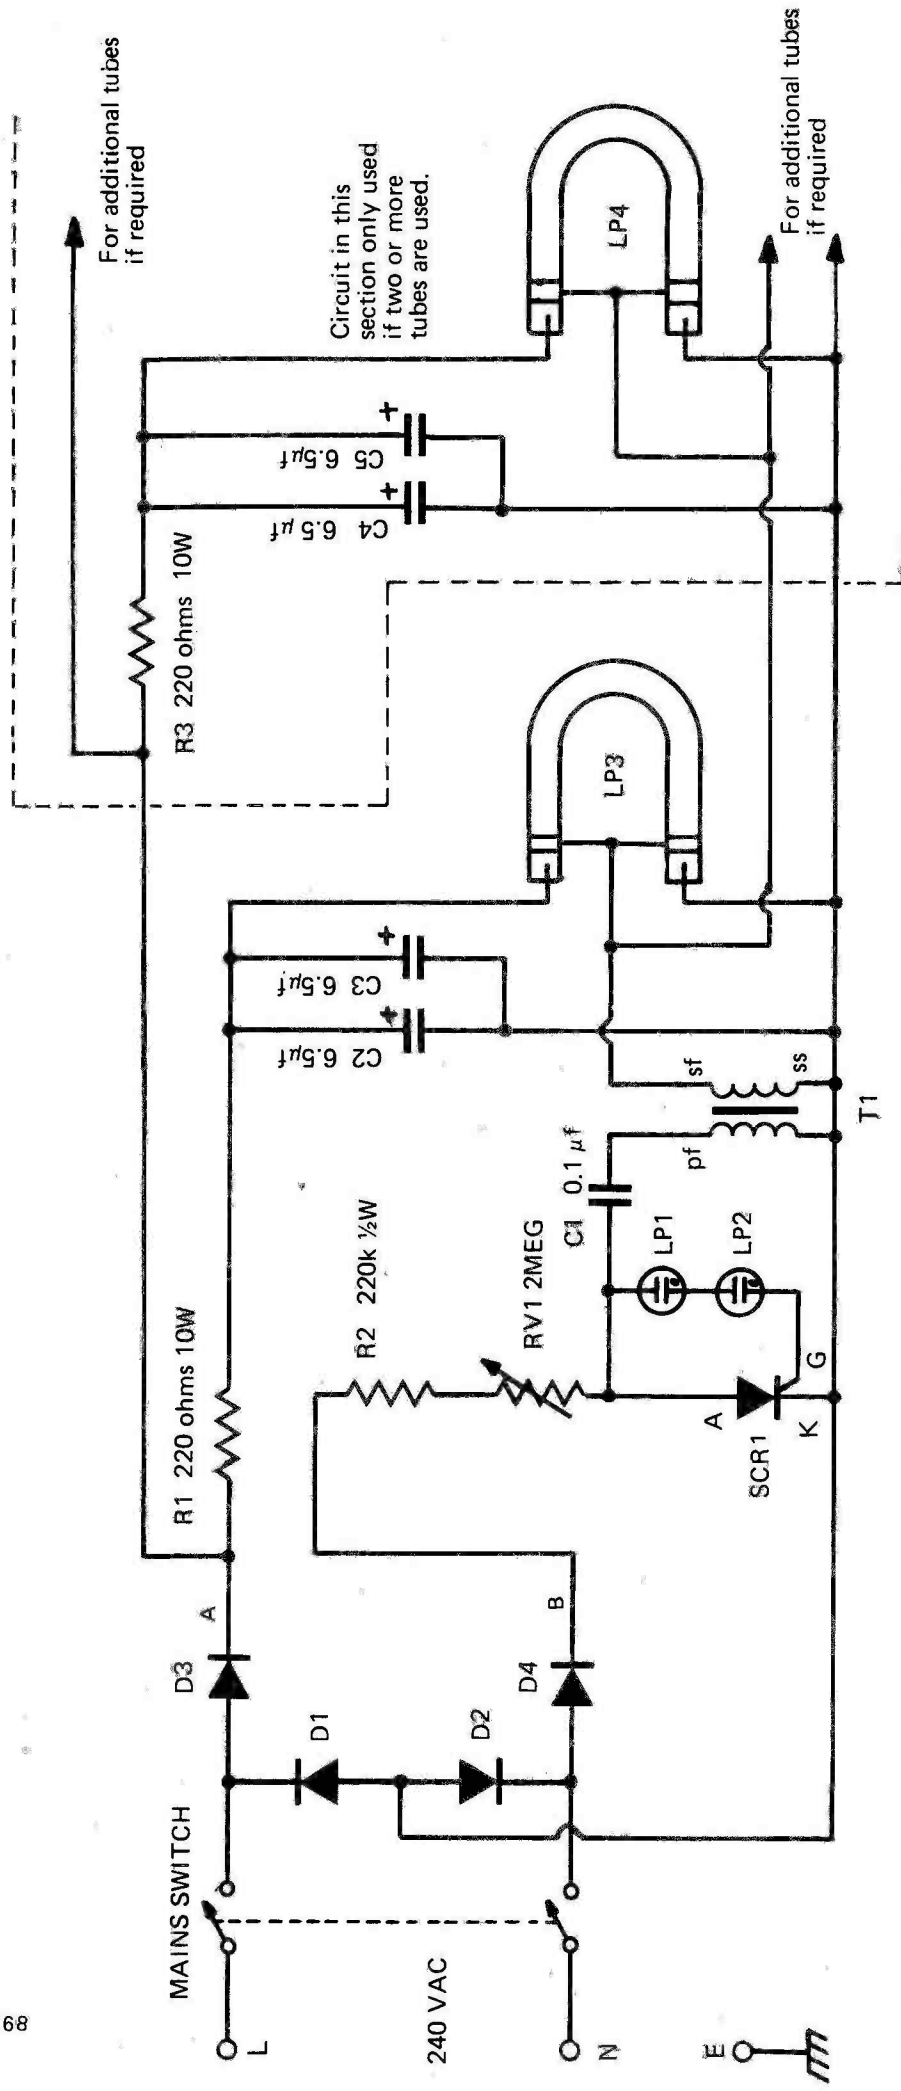 68
For additional tubes
if required
Circuit in this
section only used
if two or more
tubes are used.
R3 220 ohms 10W
C4 6.5 µf
C5 6.5µf
+
+
LP4
For additional tubes
if required
R1 220 ohms 10W
C2 6.5µf
C3 6.5µf
+
+
LP3
MAINS SWITCH
D3
A
D1
D2
D4
B
R2 220k ½W
RV1 2MEG
C1 0.1 µf
LP1
LP2
A
SCR1
K
G
pf
sf
ss
T1
L
240 VAC
N
E